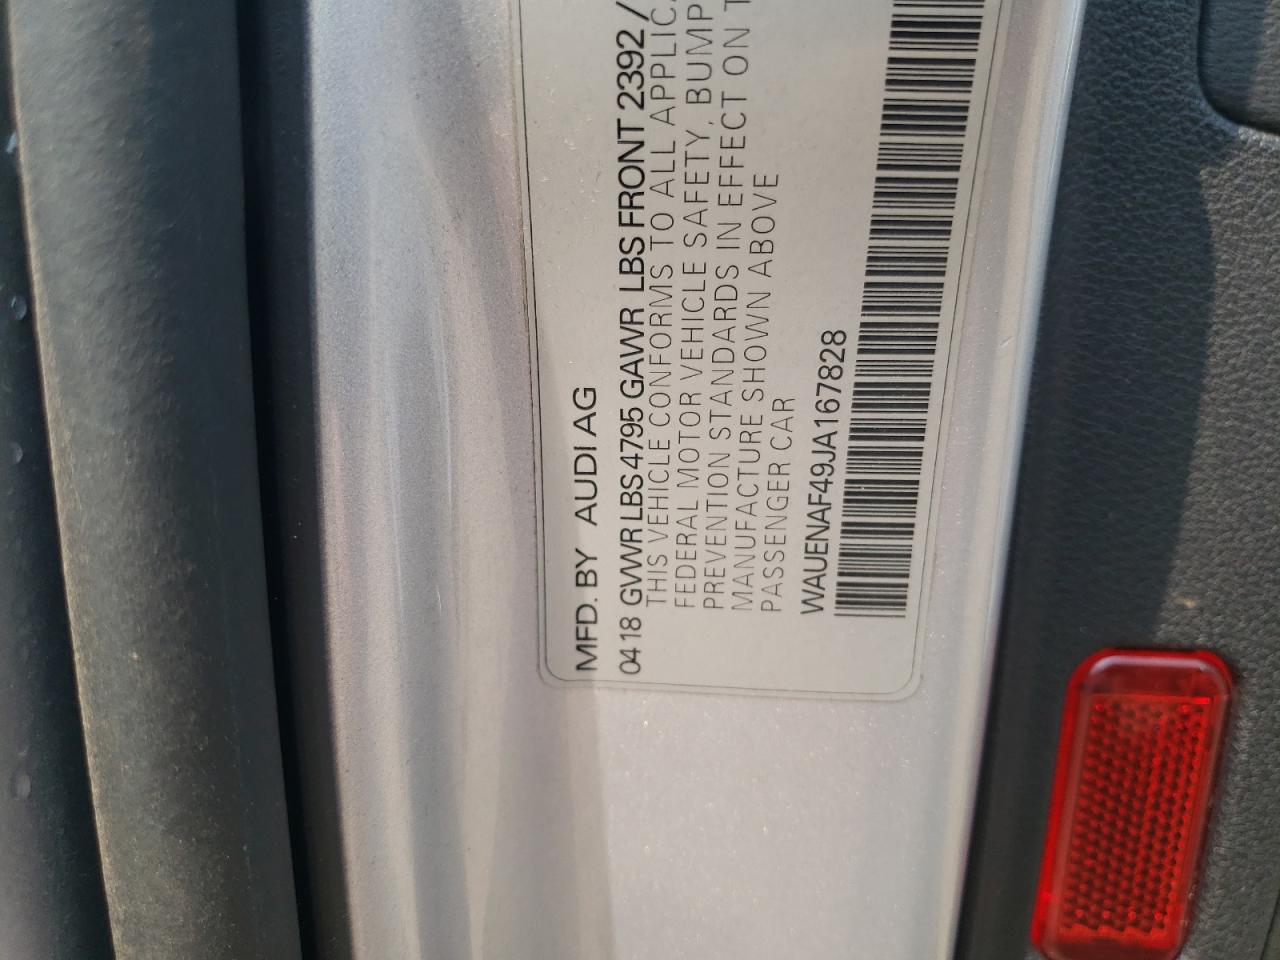 MFD. BY AUDI AG
04 18 GVWR LBS 4795 GAWR LBS FRONT 2392 /
THIS VEHICLE CONFORMS TO ALL
FEDERAL MOTOR VEHICLE SAFETY, BUMP
PREVENTION STANDARDS IN EFFECT ON T
MANUFACTURE SHOWN ABOVE
PASSENGER CAR
WAUENAF49JA167828